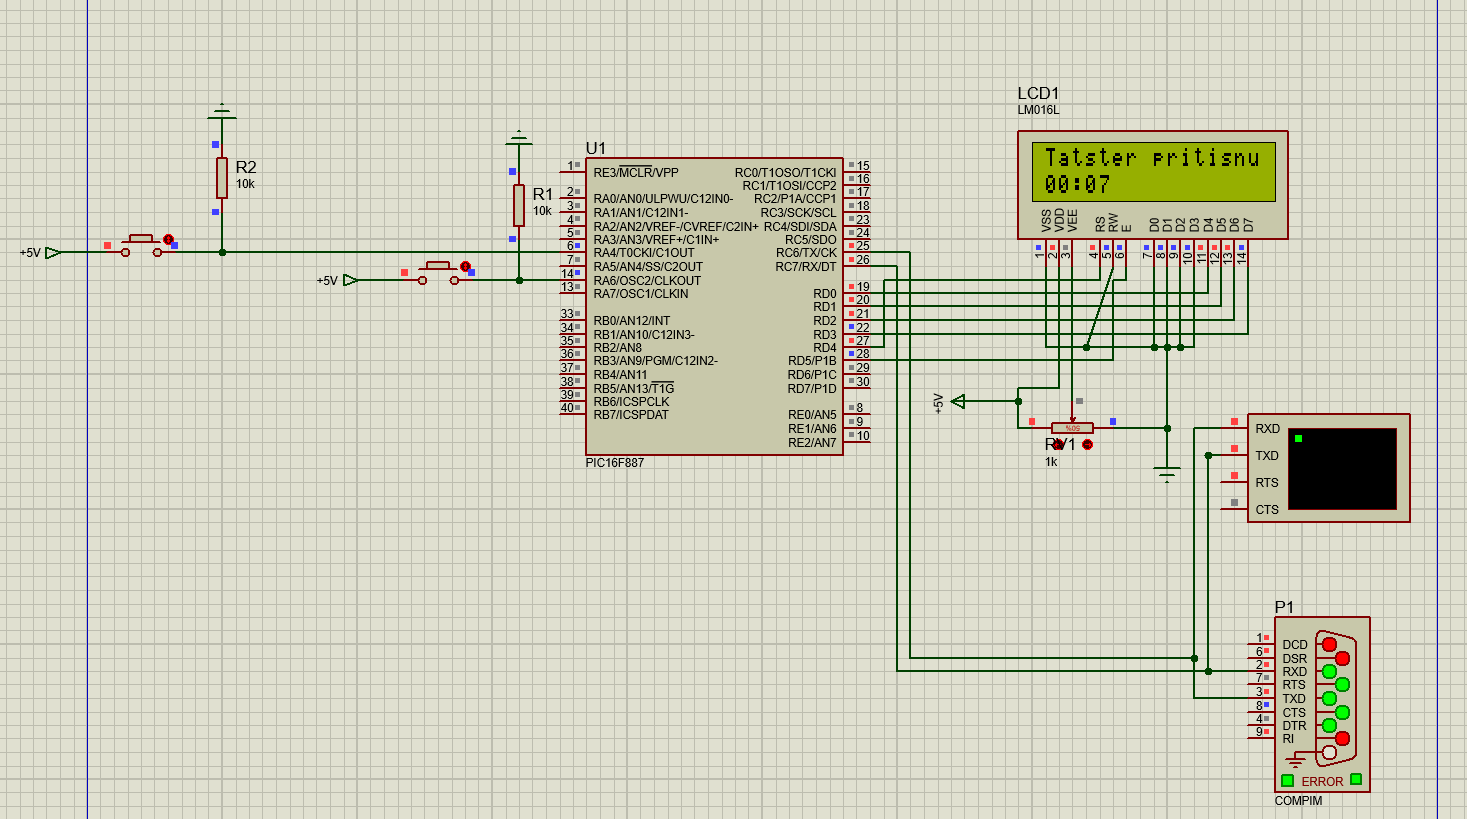 LCD1
LM016L
Tatster pritisnu
00:07
VSS VDD VEE RS RW E D0 D1 D2 D3 D4 D5 D6 D7
1 2 3 4 5 6 7 8 9 10 11 12 13 14
R2
10k
+5V
R1
10k
+5V
U1
1 RE3/MCLR/VPP
2 RA0/AN0/ULPWU/C12IN0-
3 RA1/AN1/C12IN1-
4 RA2/AN2/VREF-/CVREF/C2IN+
5 RA3/AN3/VREF+/C1IN+
6 RA4/T0CKI/C1OUT
7 RA5/AN4/SS/C2OUT
14 RA6/OSC2/CLKOUT
13 RA7/OSC1/CLKIN
33 RB0/AN12/INT
34 RB1/AN10/C12IN3-
35 RB2/AN8
36 RB3/AN9/PGM/C12IN2-
37 RB4/AN11
38 RB5/AN13/T1G
39 RB6/ICSPCLK
40 RB7/ICSPDAT
RC0/T1OSO/T1CKI 15
RC1/T1OSI/CCP2 16
RC2/P1A/CCP1 17
RC3/SCK/SCL 18
RC4/SDI/SDA 23
RC5/SDO 24
RC6/TX/CK 25
RC7/RX/DT 26
RD0 19
RD1 20
RD2 21
RD3 22
RD4 27
RD5/P1B 28
RD6/P1C 29
RD7/P1D 30
RE0/AN5 8
RE1/AN6 9
RE2/AN7 10
PIC16F887
+5V
50%
RV1
1k
RXD
TXD
RTS
CTS
P1
1 DCD
6 DSR
2 RXD
7 RTS
3 TXD
8 CTS
4 DTR
9 RI
ERROR
COMPIM